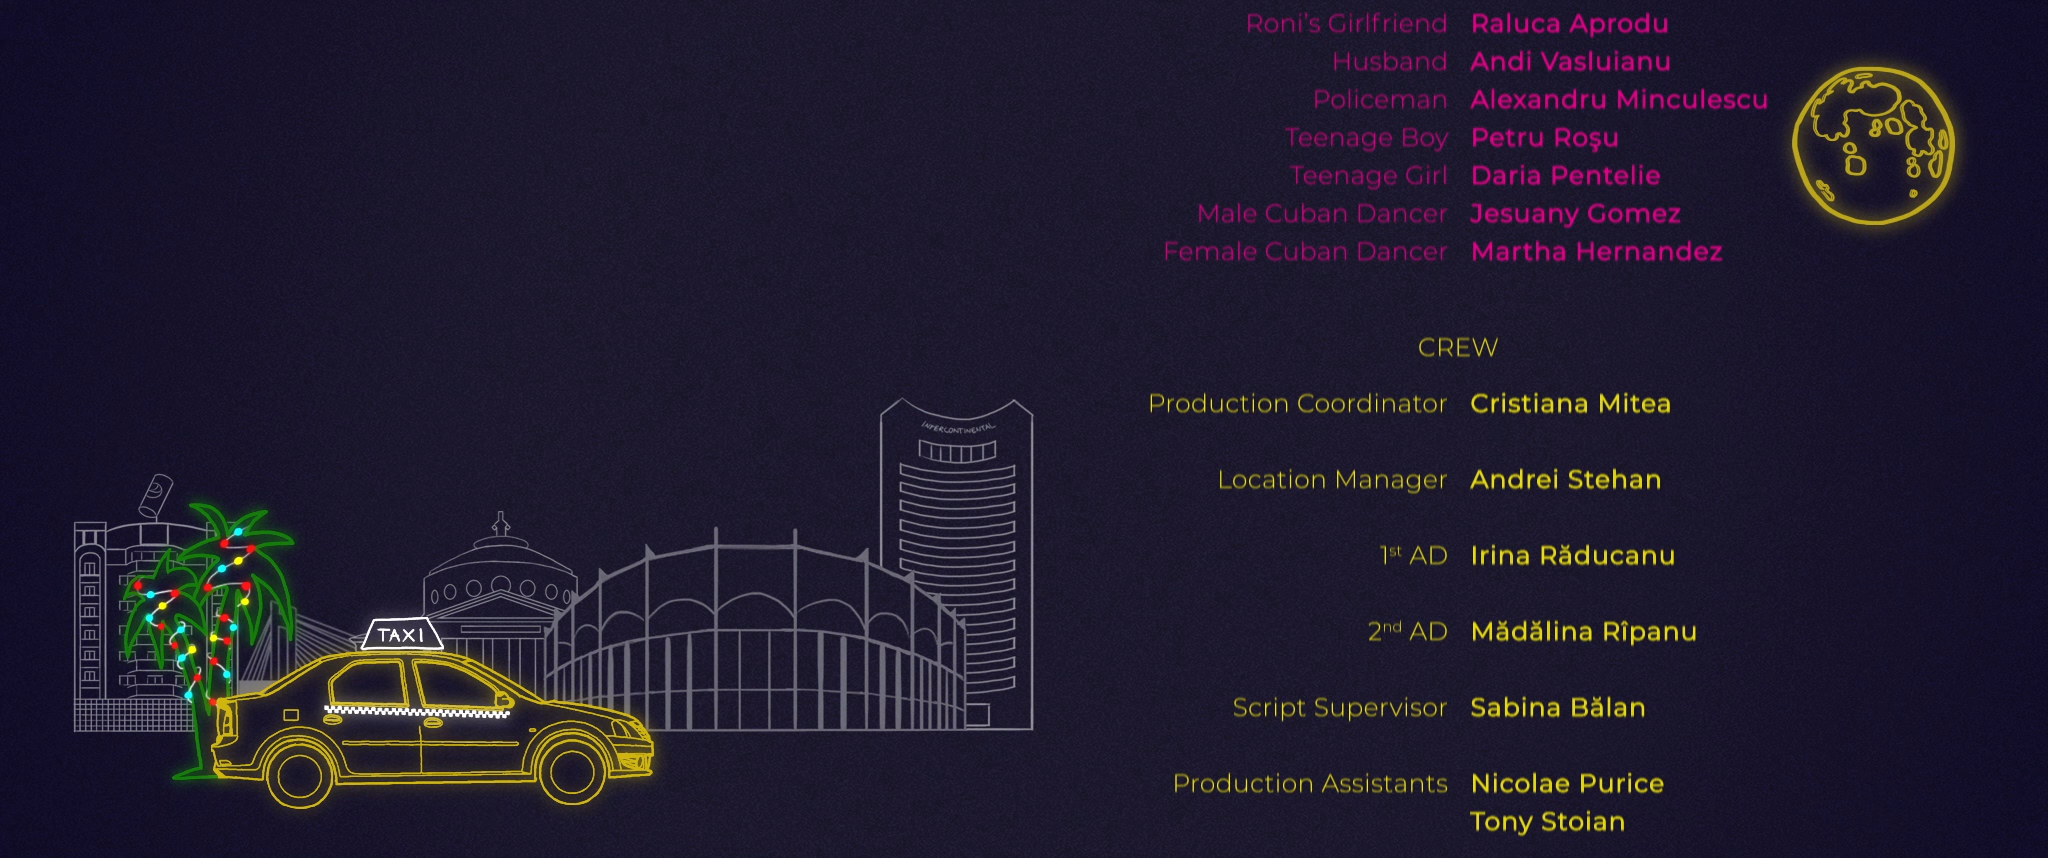 Roni's Girlfriend Raluca Aprodu
Husband Andi Vasluianu
Policeman Alexandru Minculescu
Teenage Boy Petru Roşu
Teenage Girl Daria Pentelie
Male Cuban Dancer Jesuany Gomez
Female Cuban Dancer Martha Hernandez
CREW
Production Coordinator Cristiana Mitea
Location Manager Andrei Stehan
1st AD Irina Răducanu
2nd AD Mădălina Rîpanu
Script Supervisor Sabina Bălan
Production Assistants Nicolae Purice
Tony Stoian
INTERCONTINENTAL
TAXI